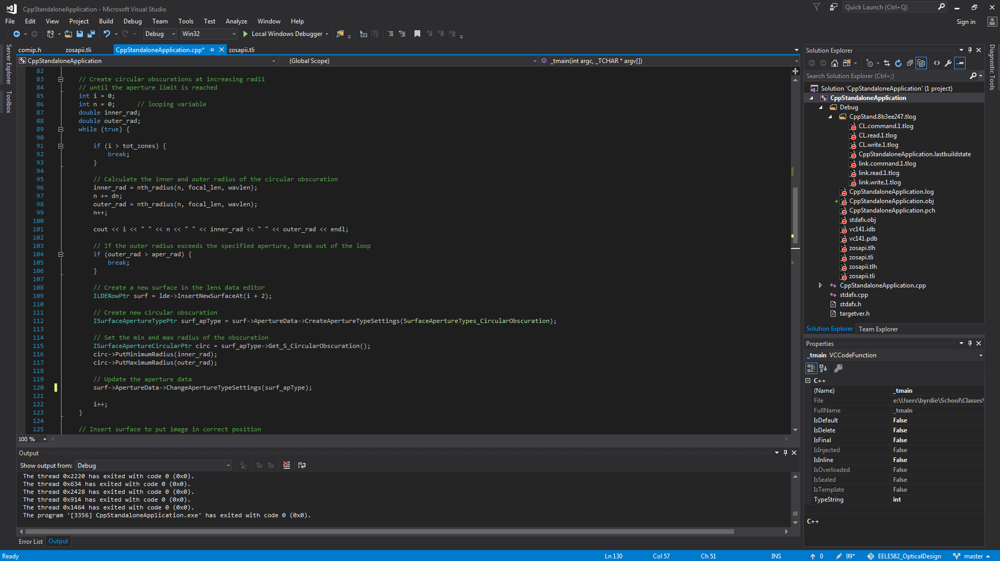 CppStandaloneApplication - Microsoft Visual Studio
Quick Launch (Ctrl+Q)
File Edit View Project Build Debug Team Tools Test Analyze Window Help
Sign in
Debug Win32 Local Windows Debugger
Server Explorer
Toolbox
comip.h zosapii.tli CppStandaloneApplication.cpp* zosapii.tli
CppStandaloneApplication (Global Scope) _tmain(int argc, _TCHAR * argv[])
82
83 // Create circular obscurations at increasing radii
84 // until the aperture limit is reached
85 int i = 0;
86 int n = 0; // looping variable
87 double inner_rad;
88 double outer_rad;
89 while (true) {
90
91 if (i > tot_zones) {
92 break;
93 }
94
95 // Calculate the inner and outer radius of the circular obscuration
96 inner_rad = nth_radius(n, focal_len, wavlen);
97 n += dn;
98 outer_rad = nth_radius(n, focal_len, wavlen);
99 n++;
100
101 cout << i << " " << n << " " << inner_rad << " " << outer_rad << endl;
102
103 // If the outer radius exceeds the specified aperture, break out of the loop
104 if (outer_rad > aper_rad) {
105 break;
106 }
107
108 // Create a new surface in the lens data editor
109 ILDERowPtr surf = lde->InsertNewSurfaceAt(i + 2);
110
111 // Create new circular obscuration
112 ISurfaceApertureTypePtr surf_apType = surf->ApertureData->CreateApertureTypeSettings(SurfaceApertureTypes_CircularObscuration);
113
114 // Set the min and max radius of the obscuration
115 ISurfaceApertureCircularPtr circ = surf_apType->Get_S_CircularObscuration();
116 circ->PutMinimumRadius(inner_rad);
117 circ->PutMaximumRadius(outer_rad);
118
119 // Update the aperture data
120 surf->ApertureData->ChangeApertureTypeSettings(surf_apType);
121
122 i++;
123 }
124
125 // Insert surface to put image in correct position
100 %
Output
Show output from: Debug
The thread 0x2220 has exited with code 0 (0x0).
The thread 0x634 has exited with code 0 (0x0).
The thread 0x2428 has exited with code 0 (0x0).
The thread 0x914 has exited with code 0 (0x0).
The thread 0x1464 has exited with code 0 (0x0).
The program '[3356] CppStandaloneApplication.exe' has exited with code 0 (0x0).
Error List Output
Solution Explorer
Search Solution Explorer (Ctrl+;)
Solution 'CppStandaloneApplication' (1 project)
CppStandaloneApplication
Debug
CppStand.8b3ee247.tlog
CL.command.1.tlog
CL.read.1.tlog
CL.write.1.tlog
CppStandaloneApplication.lastbuildstate
link.command.1.tlog
link.read.1.tlog
link.write.1.tlog
CppStandaloneApplication.log
CppStandaloneApplication.obj
CppStandaloneApplication.pch
stdafx.obj
vc141.idb
vc141.pdb
zosapi.tlh
zosapi.tli
zosapii.tlh
zosapii.tli
CppStandaloneApplication.cpp
stdafx.cpp
stdafx.h
targetver.h
Solution Explorer Team Explorer
Properties
_tmain VCCodeFunction
C++
(Name) _tmain
File e:\Users\byrdie\School\Classes\
FullName _tmain
IsDefault False
IsDelete False
IsFinal False
IsInjected False
IsInline False
IsOverloaded False
IsSealed False
IsTemplate False
TypeString int
C++
Diagnostic Tools
Ready Ln 130 Col 57 Ch 51 INS 0 99* EELE582_OpticalDesign master